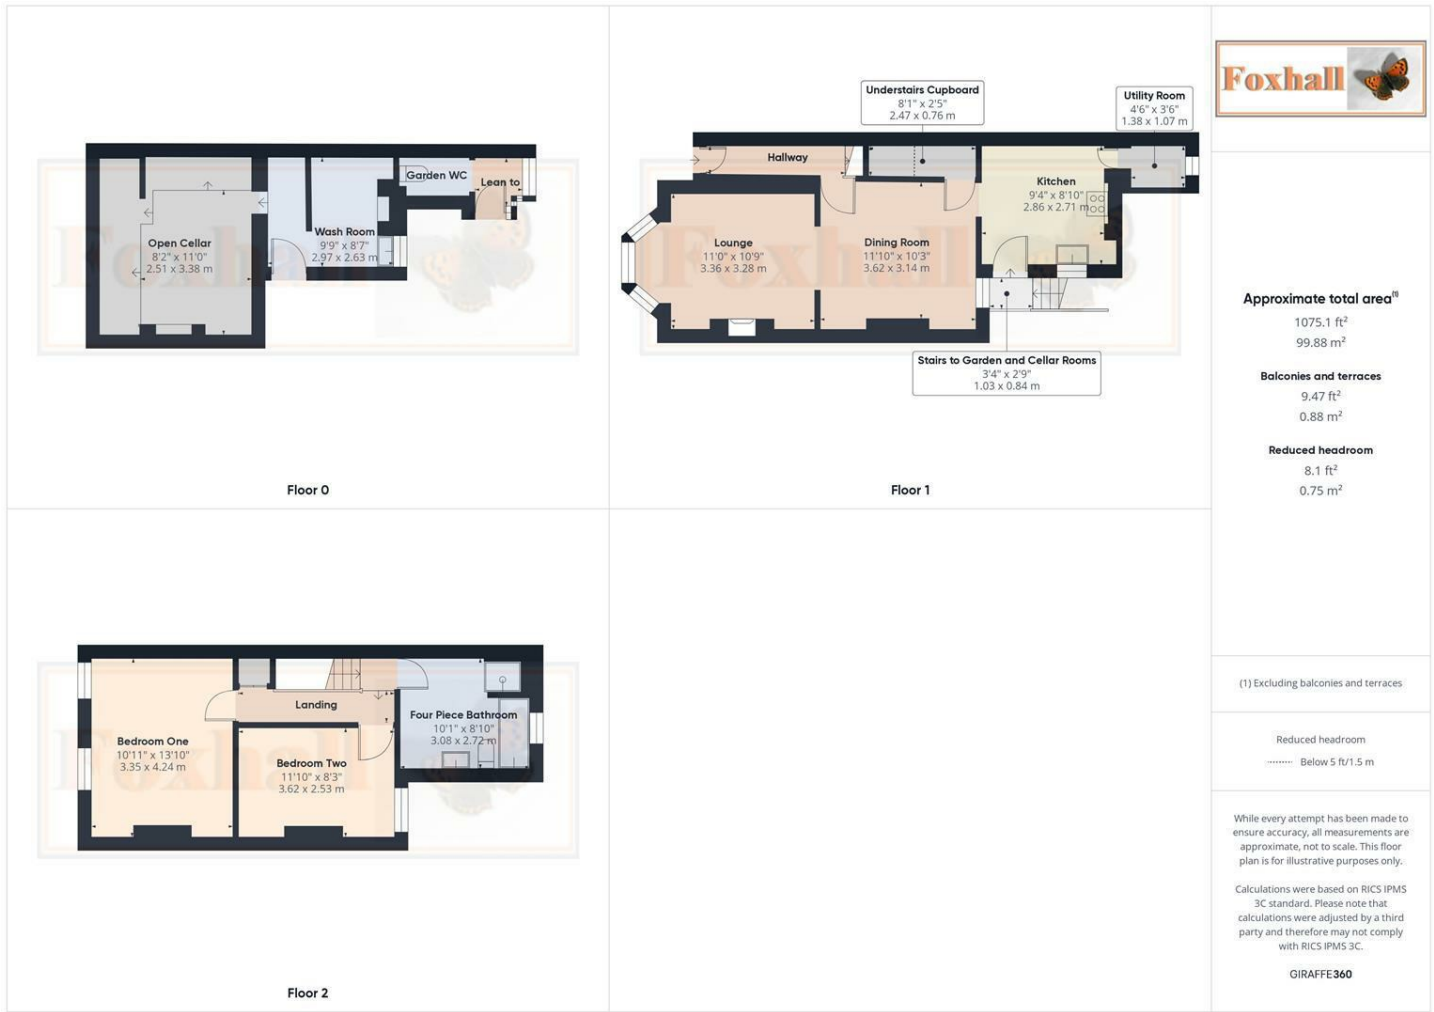 Open Cellar
8'2" x 11'0"
2.51 x 3.38 m
Wash Room
9'9" x 8'7"
2.97 x 2.63 m
Garden WC
Lean to
Floor 0
Understairs Cupboard
8'1" x 2'5"
2.47 x 0.76 m
Utility Room
4'6" x 3'6"
1.38 x 1.07 m
Hallway
Kitchen
9'4" x 8'10"
2.86 x 2.71 m
Lounge
11'0" x 10'9"
3.36 x 3.28 m
Dining Room
11'10" x 10'3"
3.62 x 3.14 m
Stairs to Garden and Cellar Rooms
3'4" x 2'9"
1.03 x 0.84 m
Floor 1
Landing
Bedroom One
10'11" x 13'10"
3.35 x 4.24 m
Bedroom Two
11'10" x 8'3"
3.62 x 2.53 m
Four Piece Bathroom
10'1" x 8'10"
3.08 x 2.72 m
Floor 2
Foxhall
Approximate total area(1)
1075.1 ft²
99.88 m²
Balconies and terraces
9.47 ft²
0.88 m²
Reduced headroom
8.1 ft²
0.75 m²
(1) Excluding balconies and terraces
Reduced headroom
Below 5 ft/1.5 m
While every attempt has been made to
ensure accuracy, all measurements are
approximate, not to scale. This floor
plan is for illustrative purposes only.
Calculations were based on RICS IPMS
3C standard. Please note that
calculations were adjusted by a third
party and therefore may not comply
with RICS IPMS 3C.
GIRAFFE360